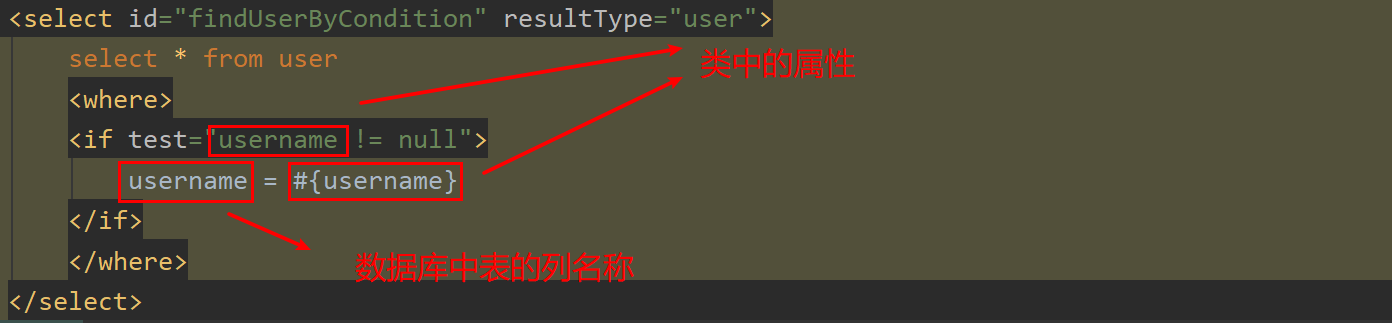 <select id="findUserByCondition" resultType="user">
select * from user
类中的属性
<where>
<if test="username != null">
username = #{username}
</if>
</where>
数据库中表的列名称
</select>